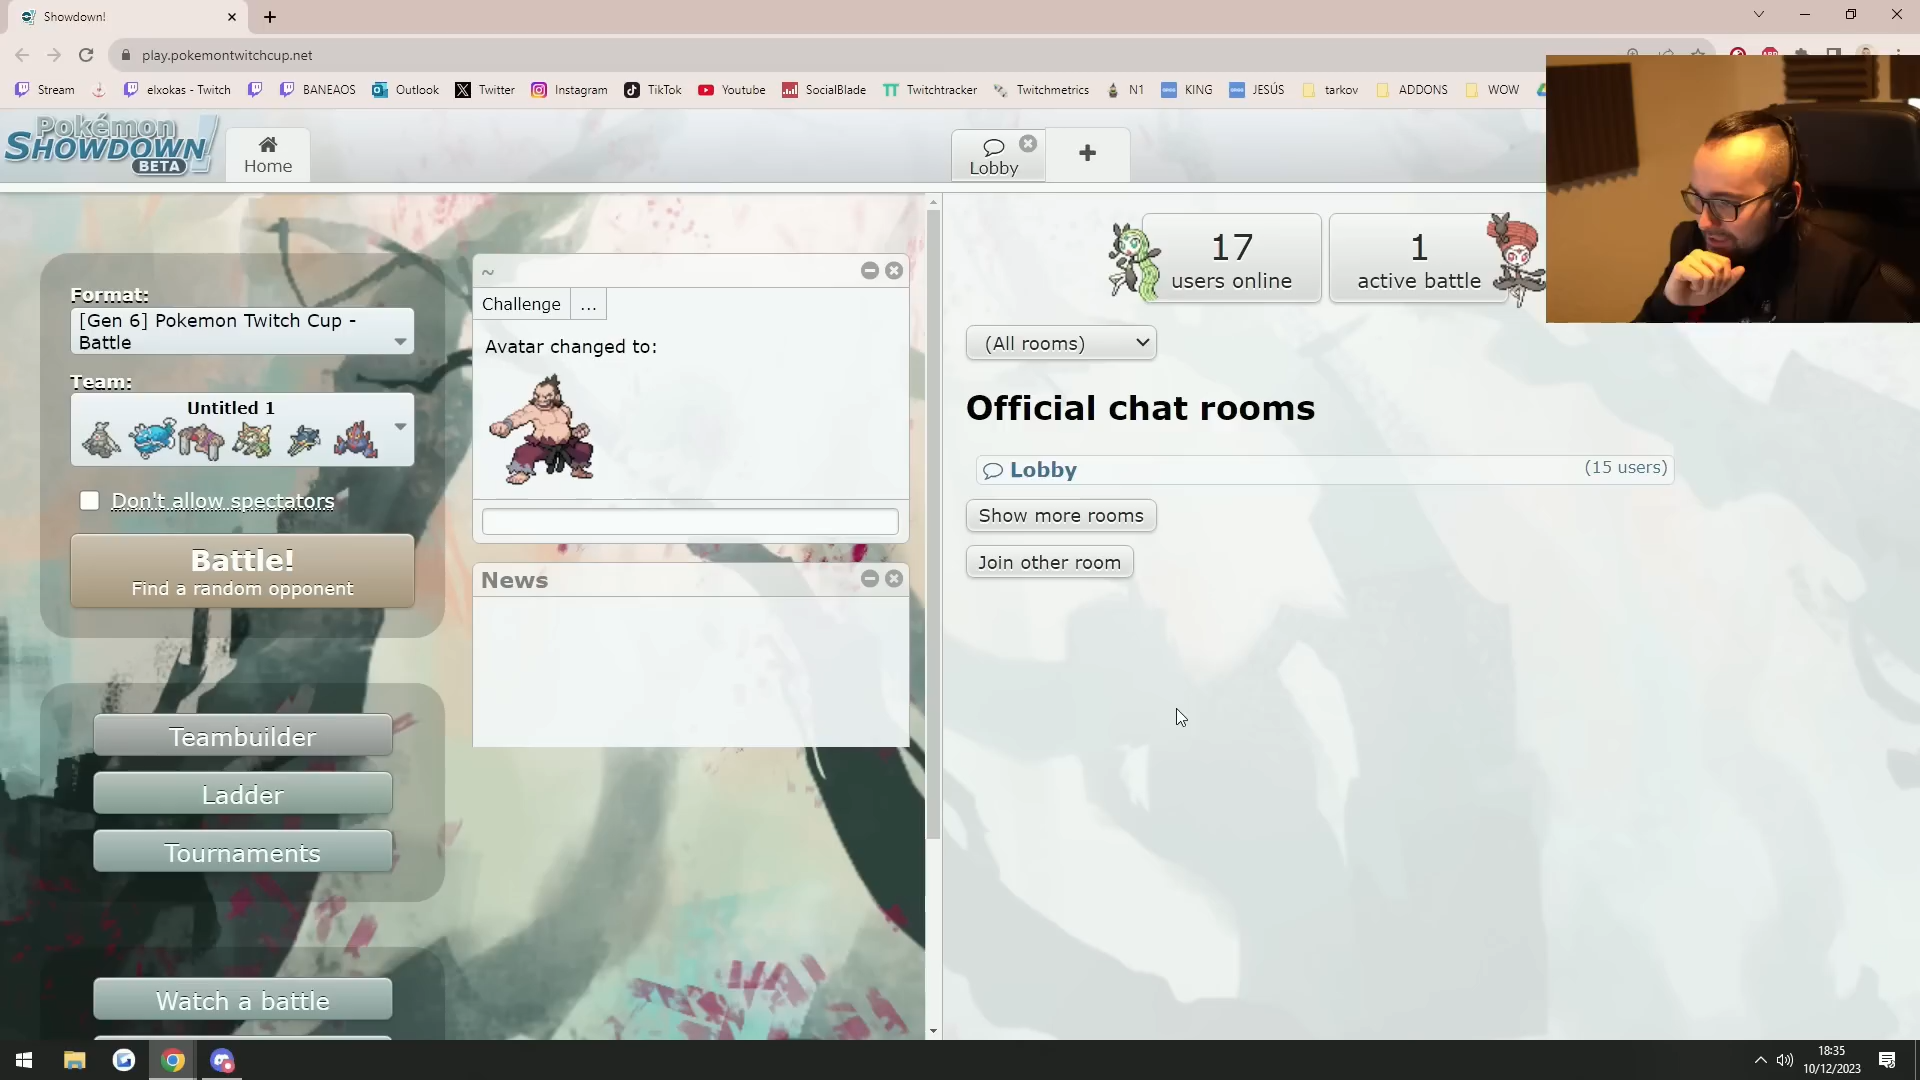 Showdown!
play.pokemontwitchcup.net
Stream
elxokas - Twitch
BANEAOS
Outlook
Twitter
Instagram
TikTok
Youtube
SocialBlade
Twitchtracker
Twitchmetrics
N1
KING
JESÚS
tarkov
ADDONS
WOW
Pokémon
SHOWDOWN!
BETA
Home
Lobby
+
17
users online
1
active battle
Format:
[Gen 6] Pokemon Twitch Cup -
Battle
Team:
Untitled 1
Don't allow spectators
Battle!
Find a random opponent
Teambuilder
Ladder
Tournaments
Watch a battle
~
Challenge
...
Avatar changed to:
News
(All rooms)
Official chat rooms
Lobby
(15 users)
Show more rooms
Join other room
18:35
10/12/2023